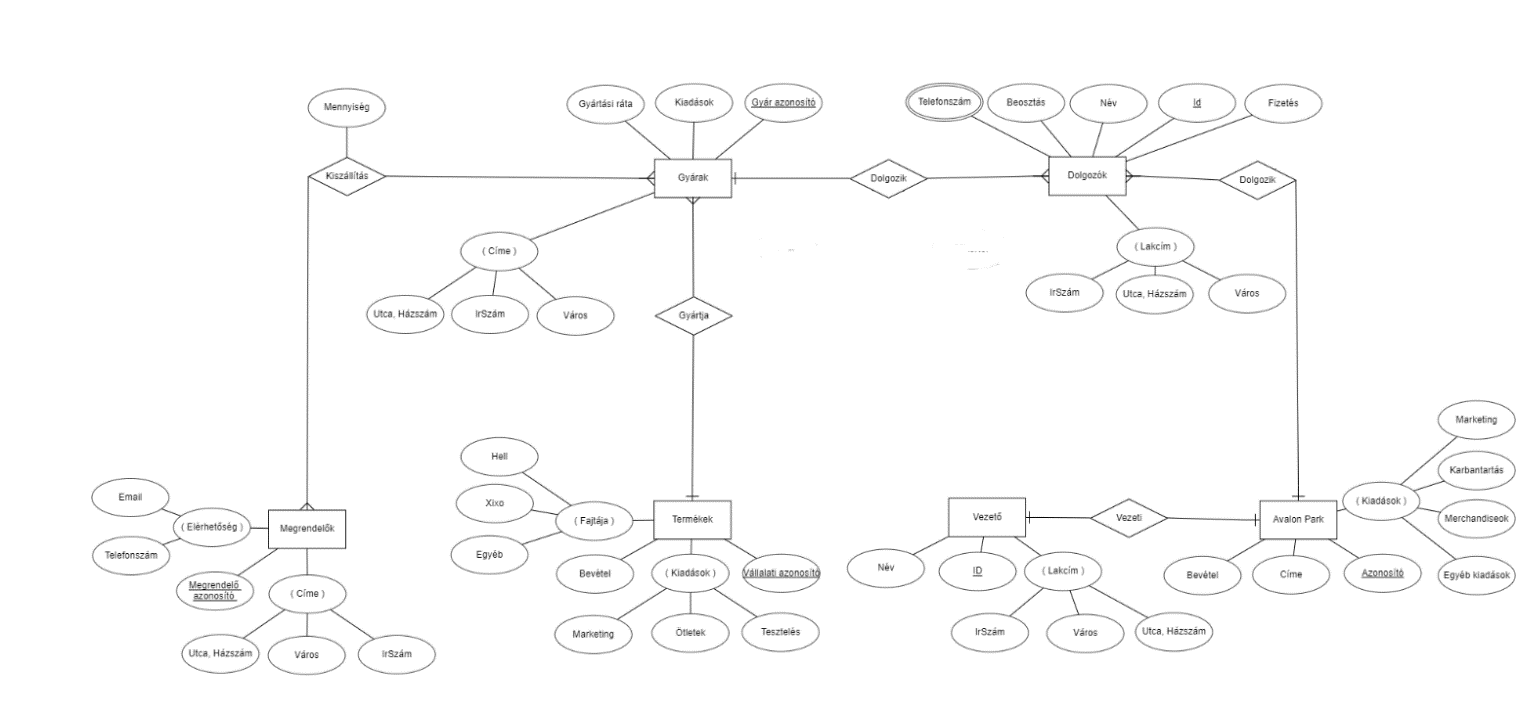 Mennyiség
Gyártási ráta
Kiadások
Gyár azonosító
Telefonszám
Beosztás
Név
Id
Fizetés
Kiszállítás
Gyárak
Dolgozik
Dolgozók
Dolgozik
( Címe )
Utca, Házszám
IrSzám
Város
( Lakcím )
IrSzám
Utca, Házszám
Város
Gyártja
Email
( Elérhetőség )
Telefonszám
Megrendelők
Megrendelő
azonosító
( Címe )
Utca, Házszám
Város
IrSzám
Hell
Xixo
( Fajtája )
Egyéb
Termékek
Bevétel
( Kiadások )
Vállalati azonosító
Marketing
Ötletek
Tesztelés
Vezető
Vezeti
Név
ID
( Lakcím )
IrSzám
Város
Utca, Házszám
Avalon Park
Marketing
Karbantartás
( Kiadások )
Merchandiseok
Egyéb kiadások
Bevétel
Címe
Azonosító